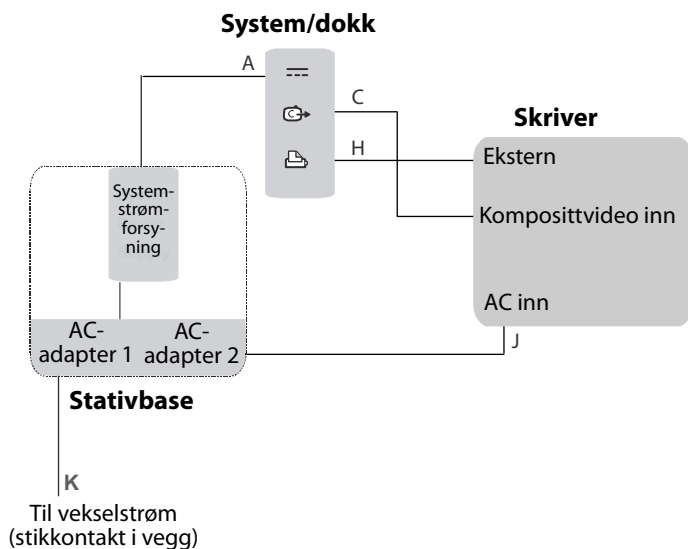 System/dokk
A
C
H
Skriver
Ekstern
Komposittvideo inn
AC inn
J
System-
strøm-
forsy-
ning
AC-
adapter 1
AC-
adapter 2
Stativbase
K
Til vekselstrøm
(stikkontakt i vegg)